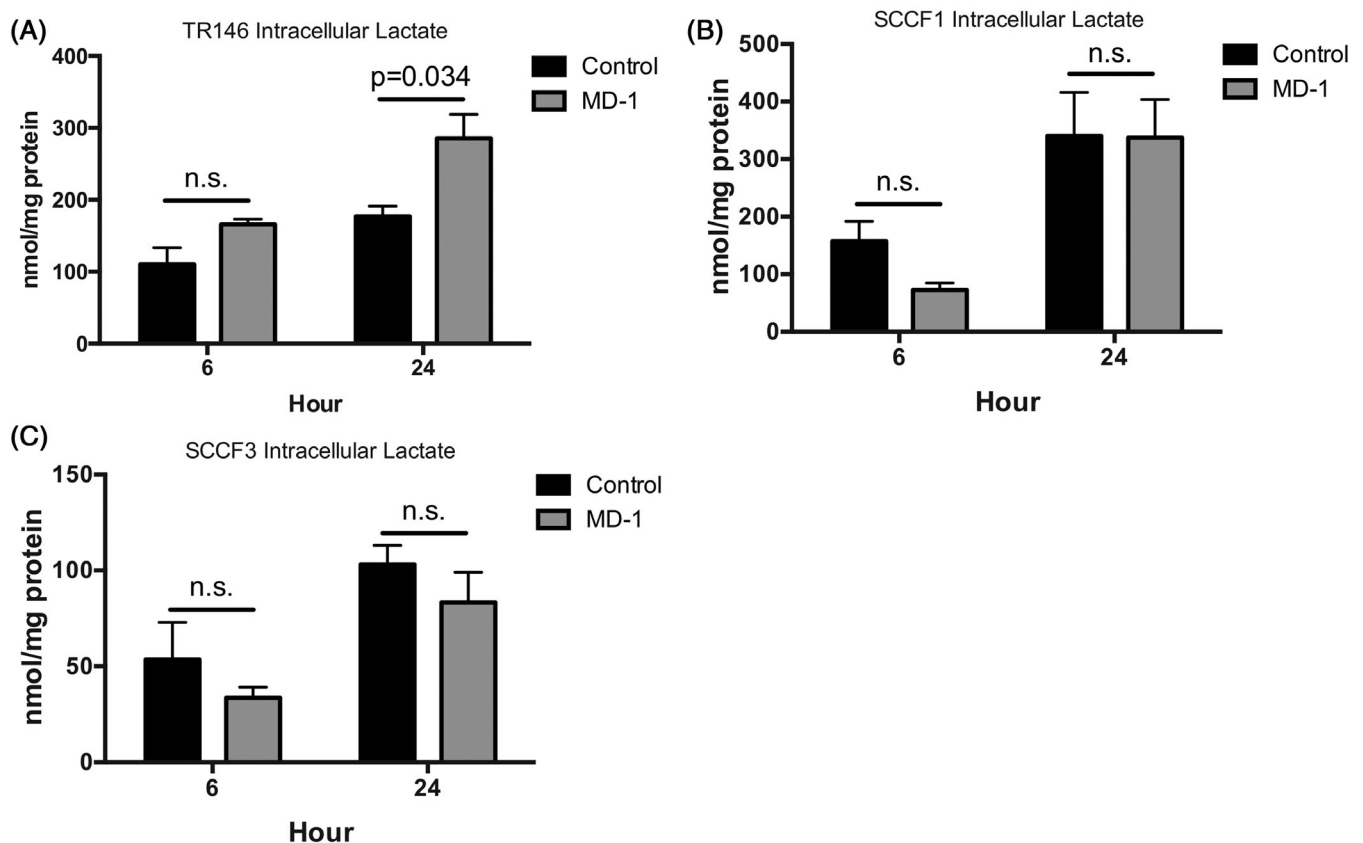 (A)
TR146 Intracellular Lactate
nmol/mg protein
400
300
200
100
0
n.s.
p=0.034
6
24
Hour
Control
MD-1
(B)
SCCF1 Intracellular Lactate
nmol/mg protein
500
400
300
200
100
0
n.s.
n.s.
6
24
Hour
Control
MD-1
(C)
SCCF3 Intracellular Lactate
nmol/mg protein
150
100
50
0
n.s.
n.s.
6
24
Hour
Control
MD-1